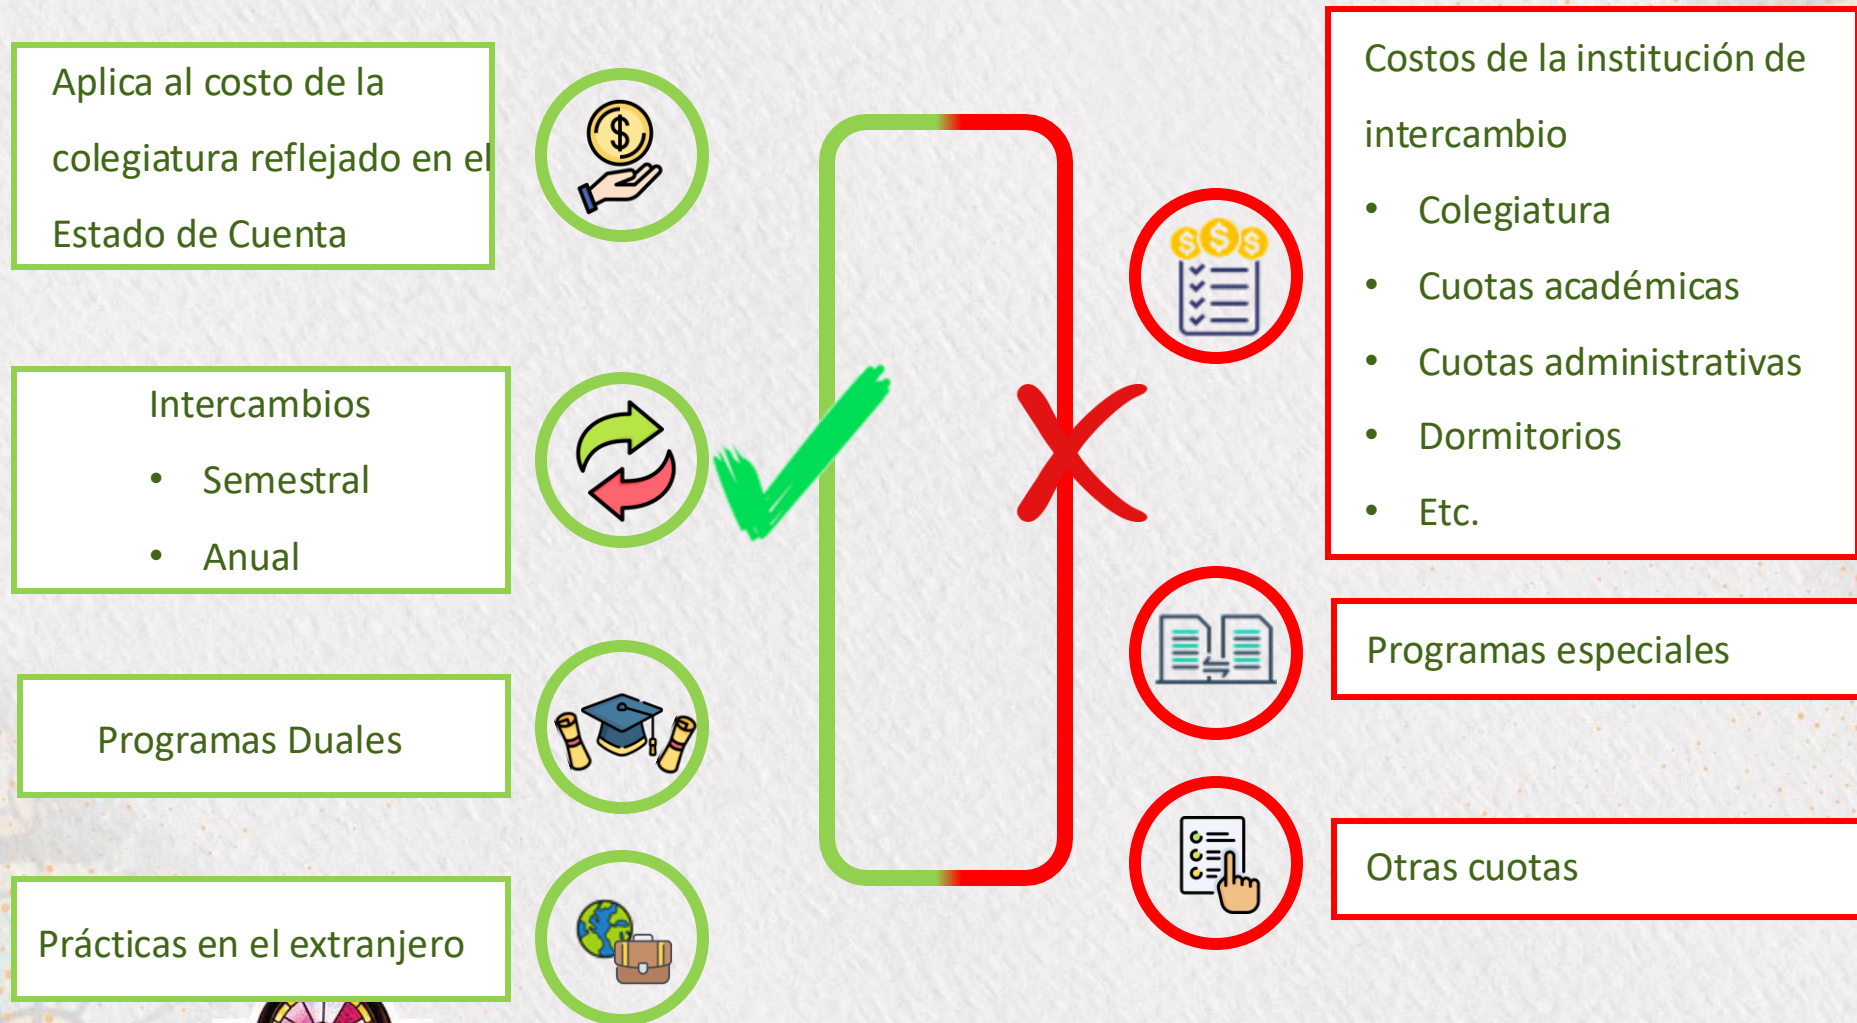 Aplica al costo de la
colegiatura reflejado en el
Estado de Cuenta
Intercambios
• Semestral
• Anual
Programas Duales
Prácticas en el extranjero
Costos de la institución de
intercambio
• Colegiatura
• Cuotas académicas
• Cuotas administrativas
• Dormitorios
• Etc.
Programas especiales
Otras cuotas